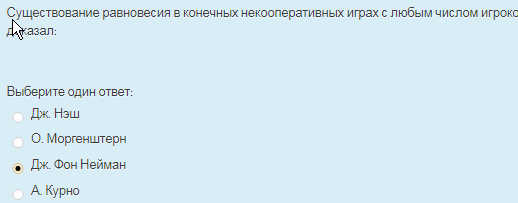 Существование равновесия в конечных некооперативных играх с любым числом игроко
доказал:
Выберите один ответ:
Дж. Нэш
О. Моргенштерн
Дж. Фон Нейман
А. Курно